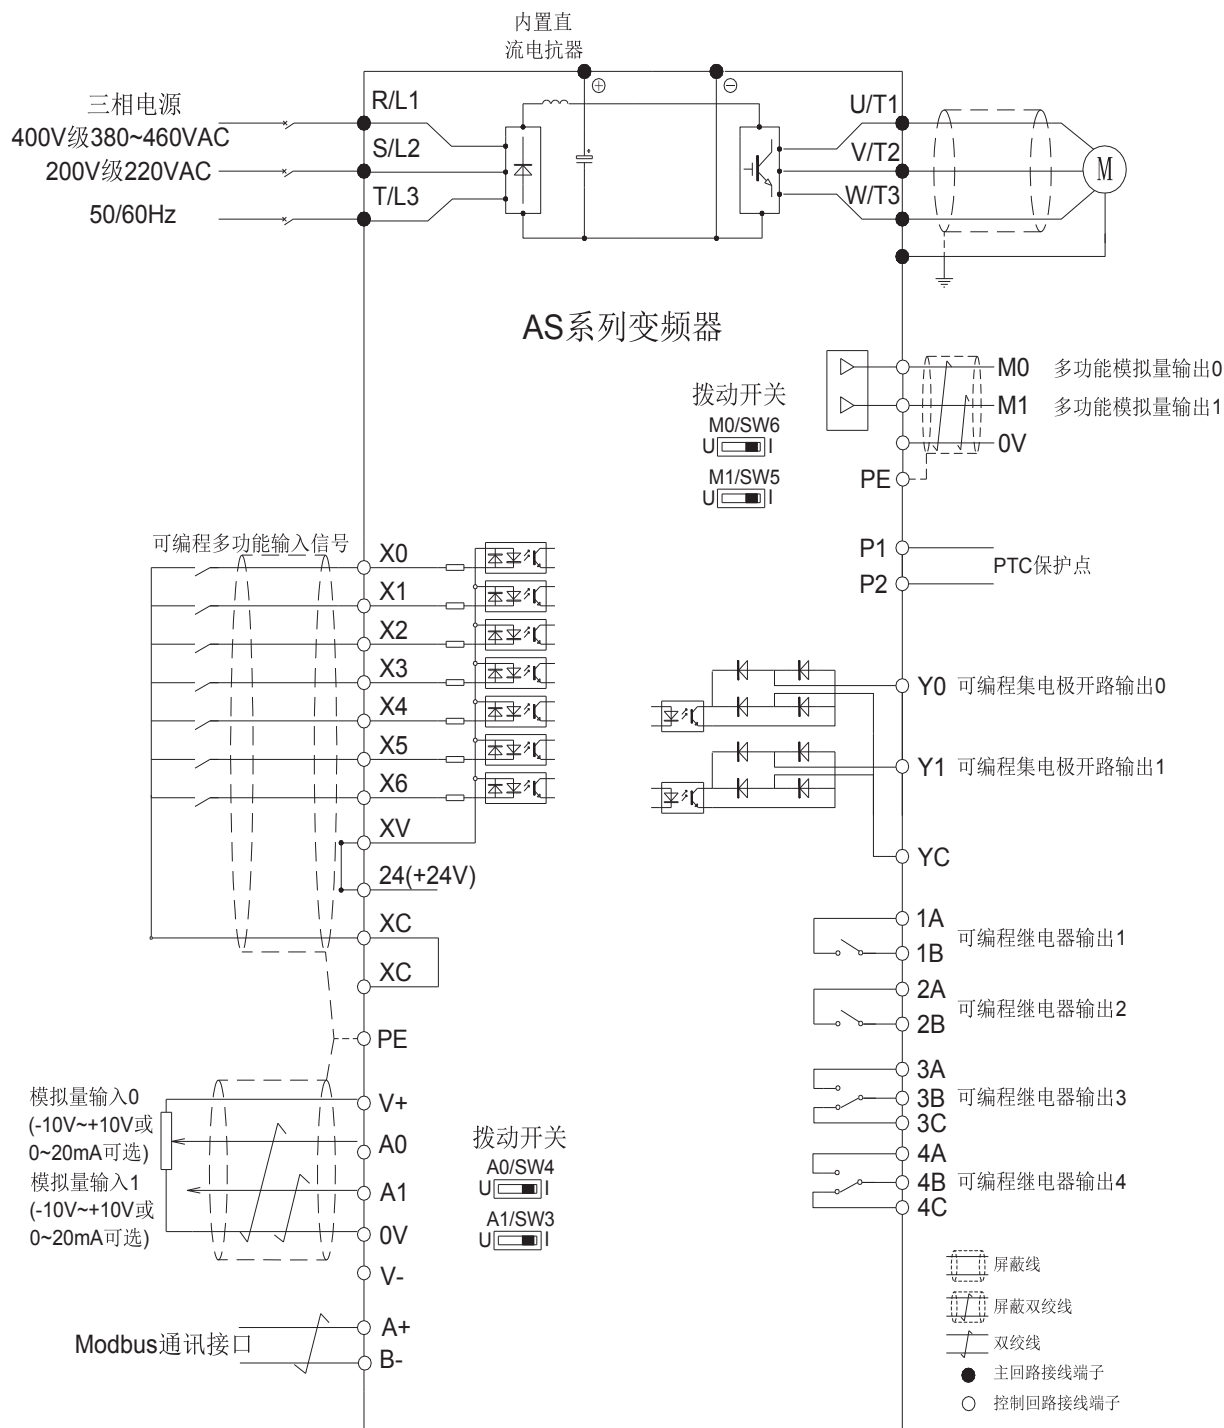 内置直
流电抗器
三相电源
400V级380~460VAC
200V级220VAC
50/60Hz
R/L1
S/L2
T/L3
U/T1
V/T2
W/T3
M
AS系列变频器
拨动开关
M0/SW6
U I
M1/SW5
U I
M0 多功能模拟量输出0
M1 多功能模拟量输出1
0V
PE
P1
P2
PTC保护点
可编程多功能输入信号
X0
X1
X2
X3
X4
X5
X6
XV
24(+24V)
XC
XC
PE
Y0 可编程集电极开路输出0
Y1 可编程集电极开路输出1
YC
1A
1B
可编程继电器输出1
2A
2B
可编程继电器输出2
3A
3B 可编程继电器输出3
3C
4A
4B 可编程继电器输出4
4C
模拟量输入0
(-10V~+10V或
0~20mA可选)
模拟量输入1
(-10V~+10V或
0~20mA可选)
V+
A0
A1
0V
V-
拨动开关
A0/SW4
U I
A1/SW3
U I
Modbus通讯接口
A+
B-
屏蔽线
屏蔽双绞线
双绞线
主回路接线端子
控制回路接线端子